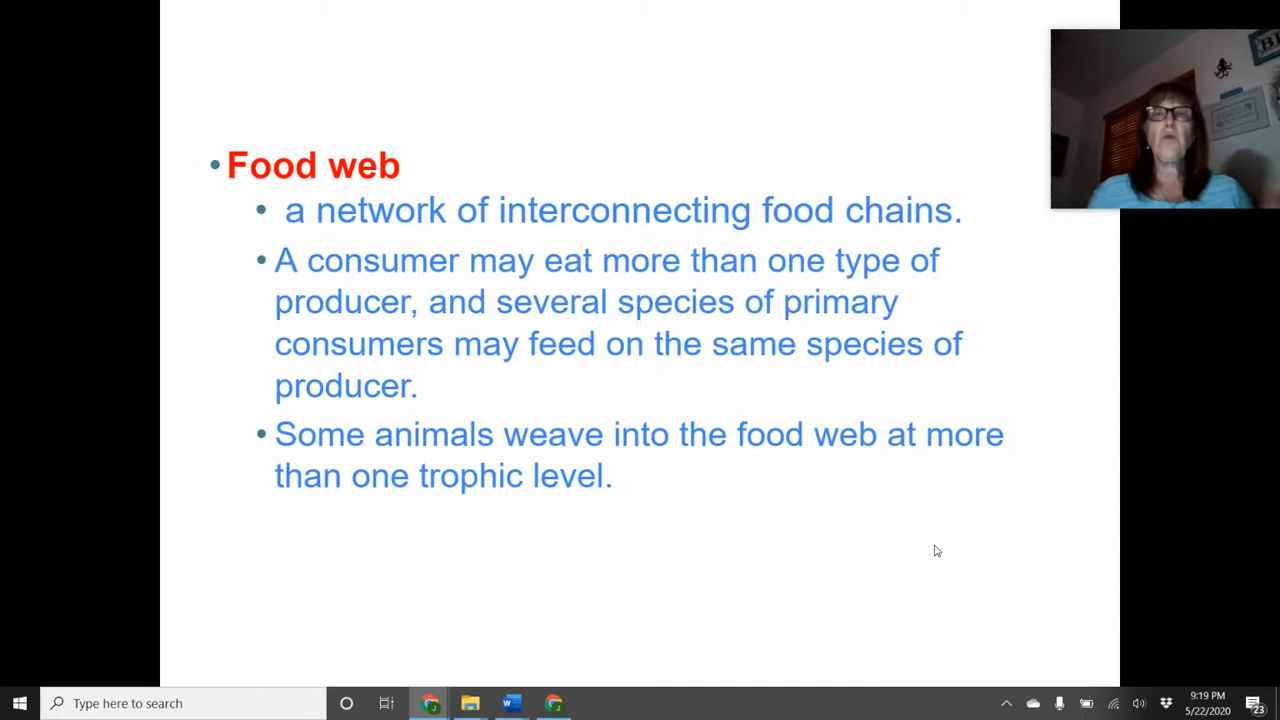 Food web
a network of interconnecting food chains.
A consumer may eat more than one type of
producer, and several species of primary
consumers may feed on the same species of
producer.
Some animals weave into the food web at more
than one trophic level.
Type here to search
9:19 PM
5/22/2020
23